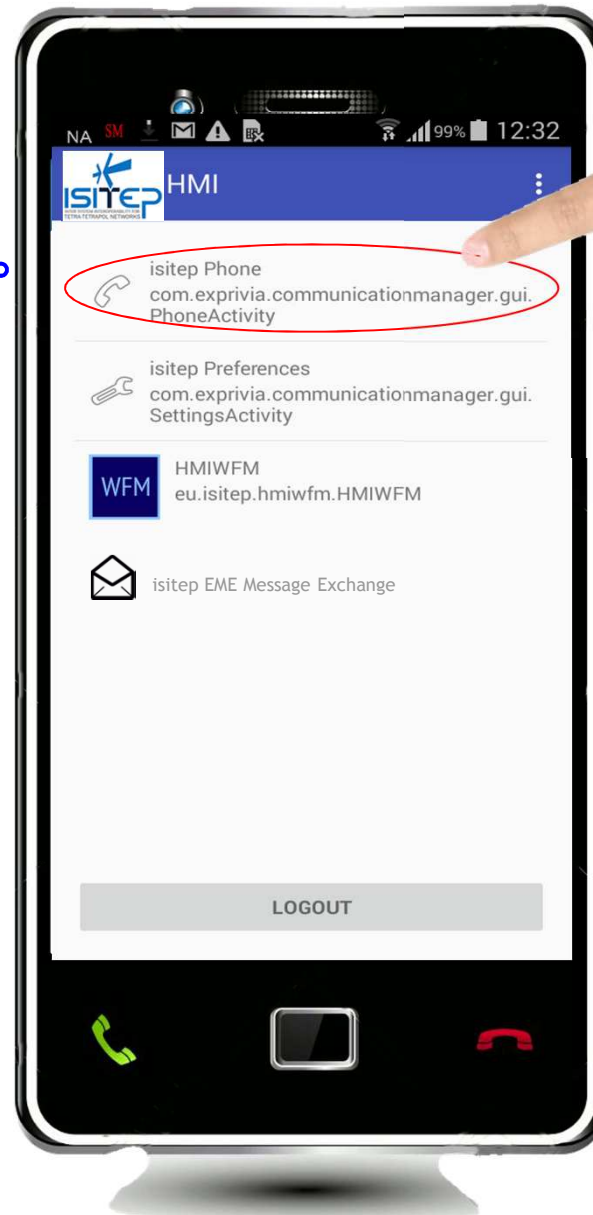 NA SM 99% 12:32
ISITEP HMI
isitep Phone
com.exprivia.communicationmanager.gui.
PhoneActivity
isitep Preferences
com.exprivia.communicationmanager.gui.
SettingsActivity
WFM HMIWFM
eu.isitep.hmiwfm.HMIWFM
isitep EME Message Exchange
LOGOUT